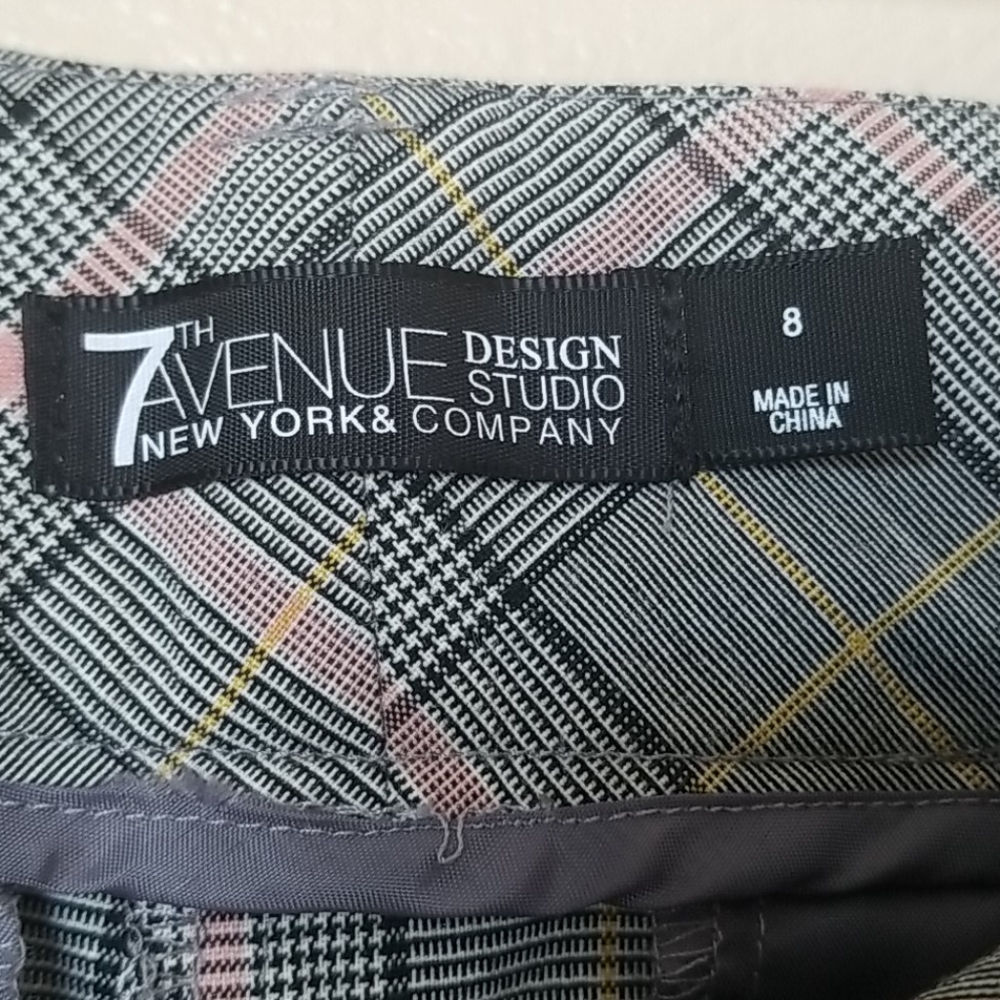 7TH AVENUE DESIGN STUDIO
NEW YORK& COMPANY
8
MADE IN
CHINA